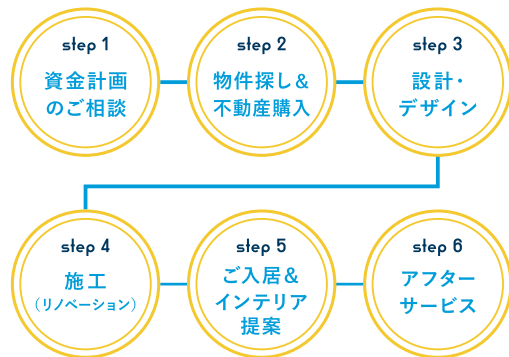 step 1
資金計画
のご相談
step 2
物件探し＆
不動産購入
step 3
設計・
デザイン
step 4
施工
（リノベーション）
step 5
ご入居＆
インテリア
提案
step 6
アフター
サービス